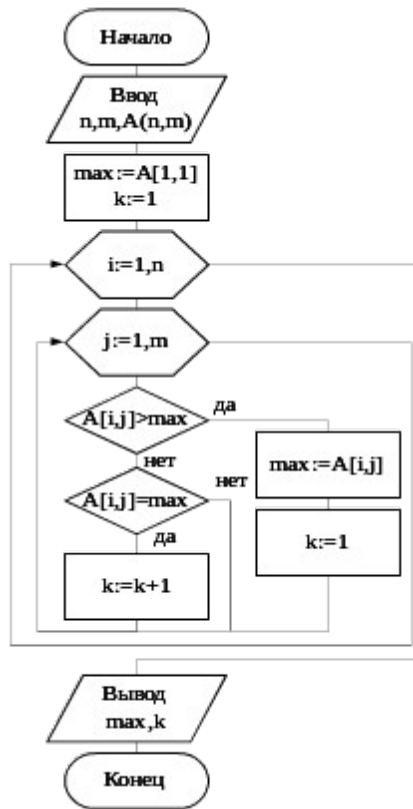 Начало
Ввод
n,m,A(n,m)
max:=A[1,1]
k:=1
i:=1,n
j:=1,m
A[i,j]>max
да
max:=A[i,j]
нет
A[i,j]=max
нет
да
k:=1
k:=k+1
Вывод
max,k
Конец